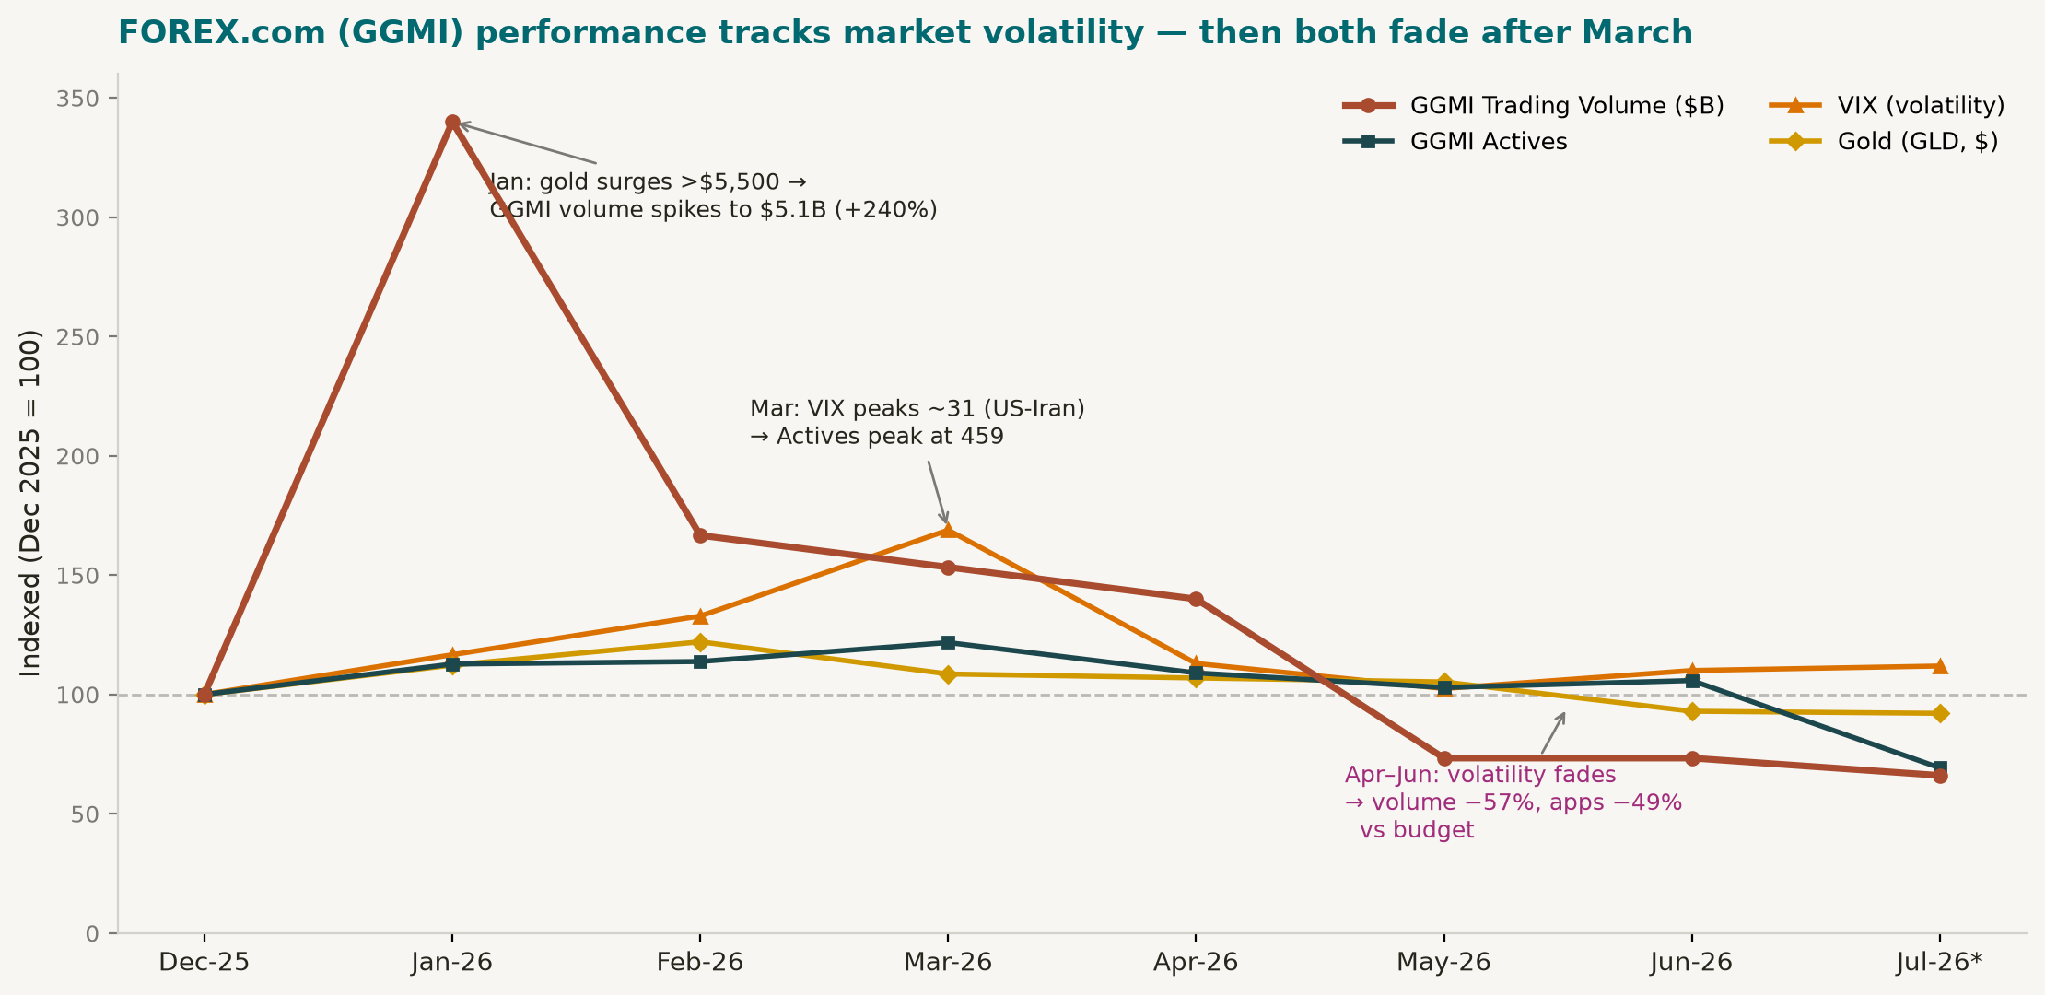 FOREX.com (GGMI) performance tracks market volatility — then both fade after March
Indexed (Dec 2025 = 100)
350
300
250
200
150
100
50
0
GGMI Trading Volume ($B)
GGMI Actives
VIX (volatility)
Gold (GLD, $)
Jan: gold surges >$5,500 →
GGMI volume spikes to $5.1B (+240%)
Mar: VIX peaks ~31 (US-Iran)
→ Actives peak at 459
Apr–Jun: volatility fades
→ volume −57%, apps −49%
vs budget
Dec-25
Jan-26
Feb-26
Mar-26
Apr-26
May-26
Jun-26
Jul-26*